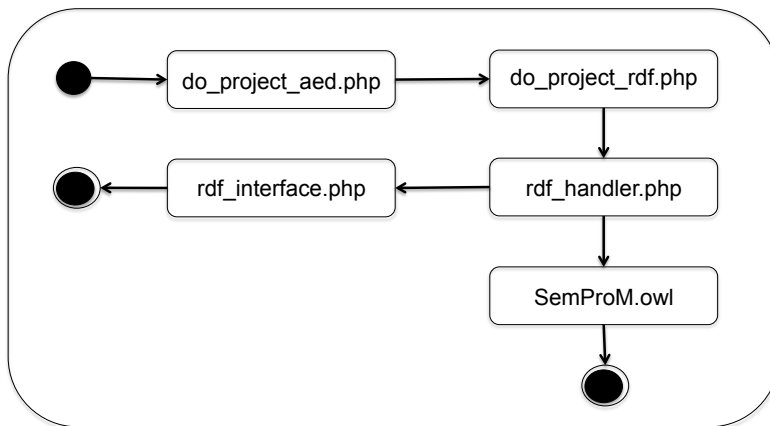 do_project_aed.php
do_project_rdf.php
rdf_interface.php
rdf_handler.php
SemProM.owl